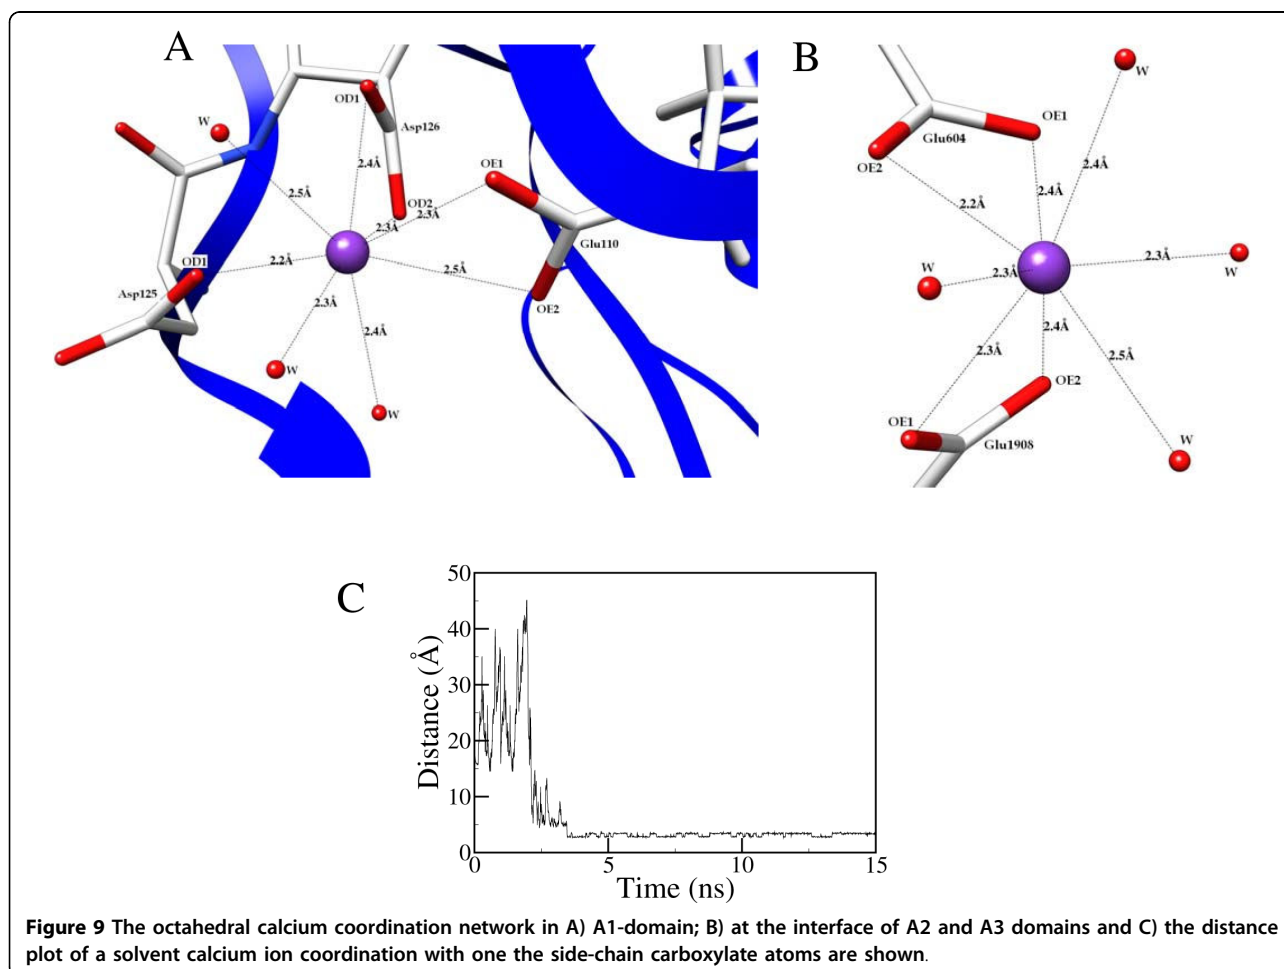 A
B
OD1
Asp126
W
2.4Å
OE1
2.5Å
OD2
2.3Å
2.3Å
Glu110
OD1
2.2Å
2.5Å
Asp125
2.3Å
OE2
2.4Å
W
W
W
OE1
Glu604
OE2
2.4Å
2.4Å
2.2Å
W
2.3Å
2.3Å
W
2.4Å
2.3Å
2.5Å
OE2
OE1
Glu1908
W
C
50
40
30
20
10
0
Distance (Å)
0 5 10 15
Time (ns)
Figure 9 The octahedral calcium coordination network in A) A1-domain; B) at the interface of A2 and A3 domains and C) the distance
plot of a solvent calcium ion coordination with one the side-chain carboxylate atoms are shown.